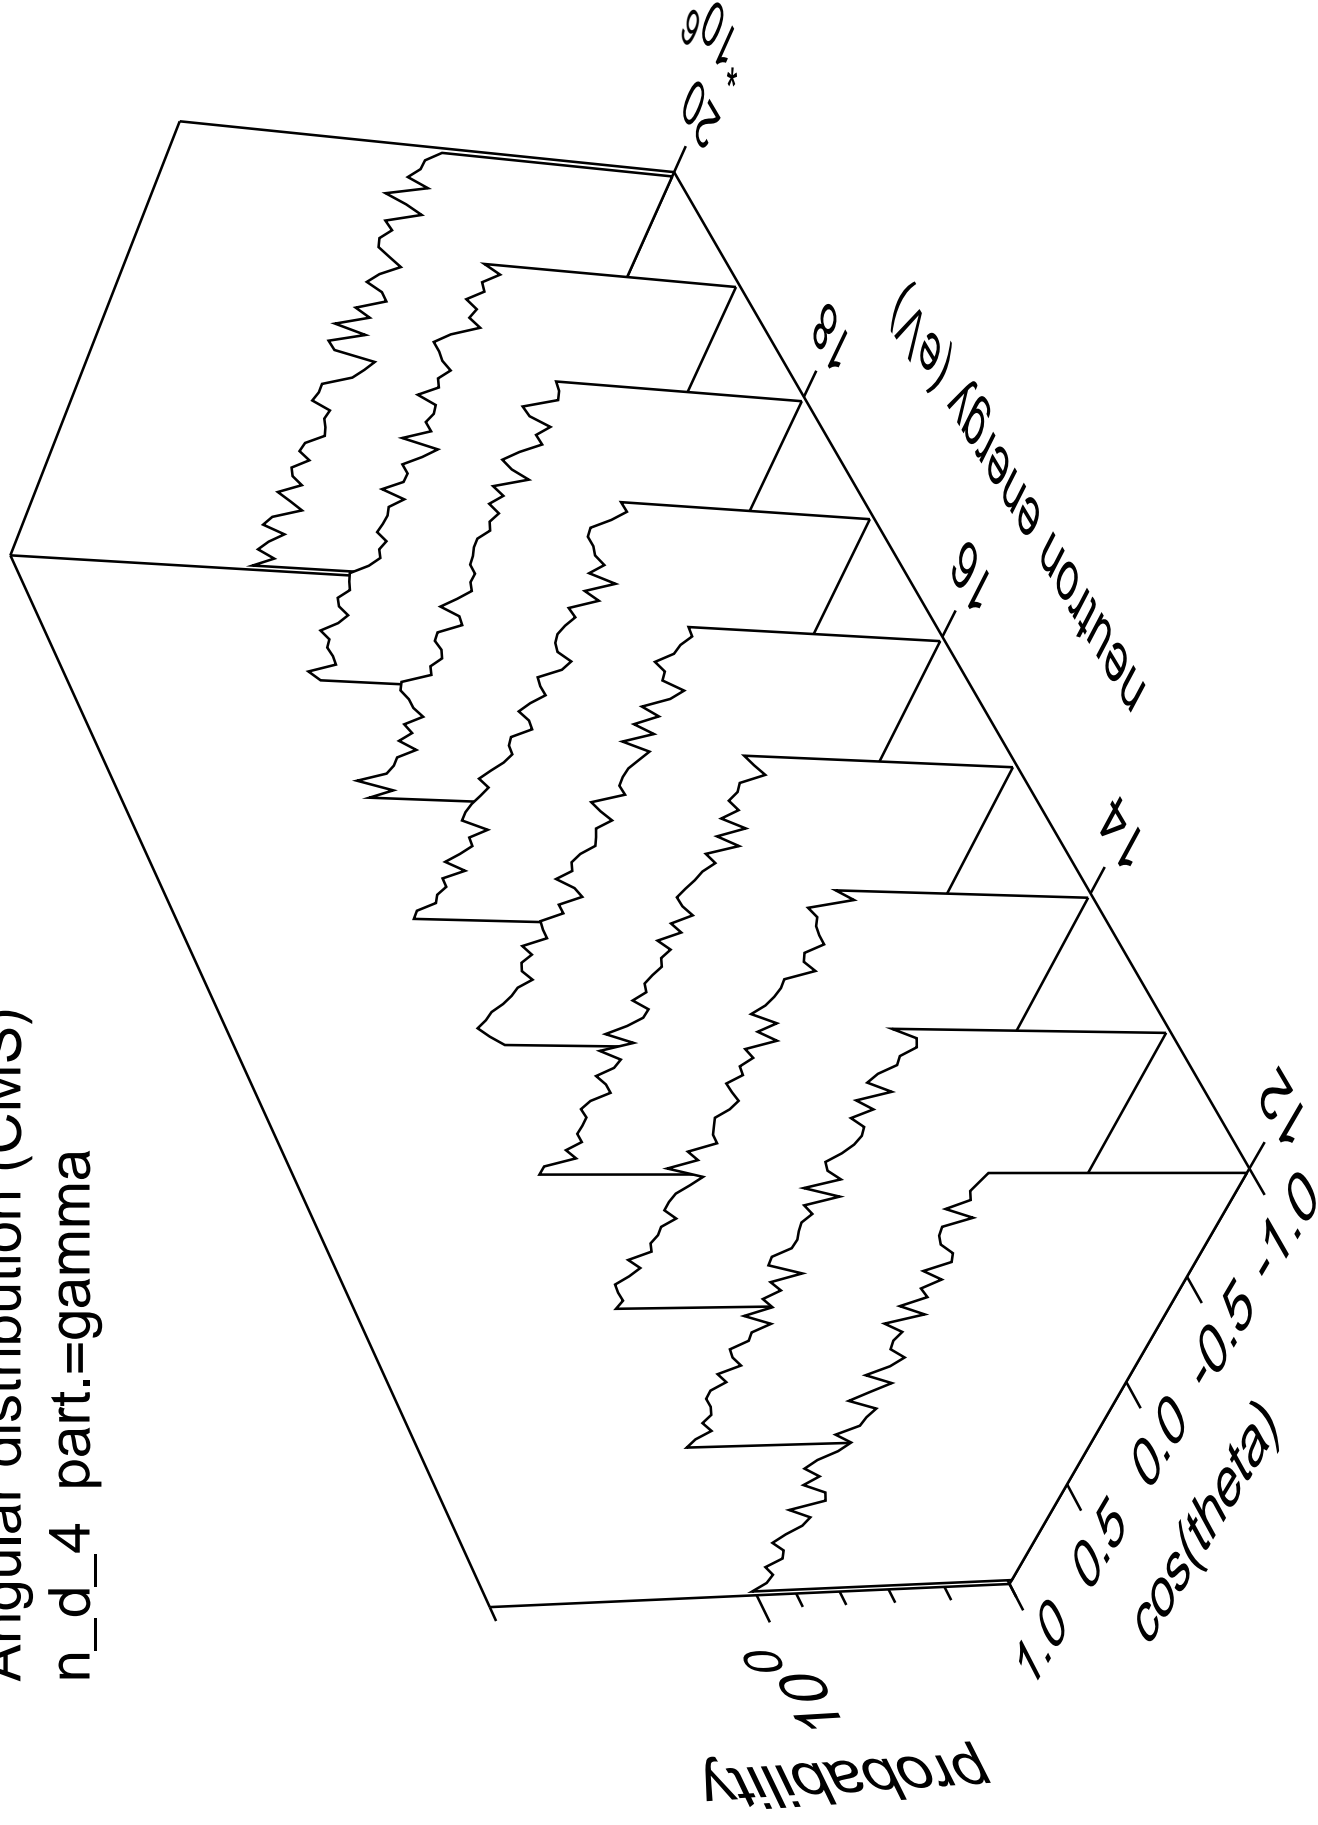 Angular distribution (CMS)
n_d_4 part.=gamma
probability
10^0
1.0 0.5 0.0 -0.5 -1.0
cos(theta)
12 14 16 18 20 *10^6
neutron energy (eV)